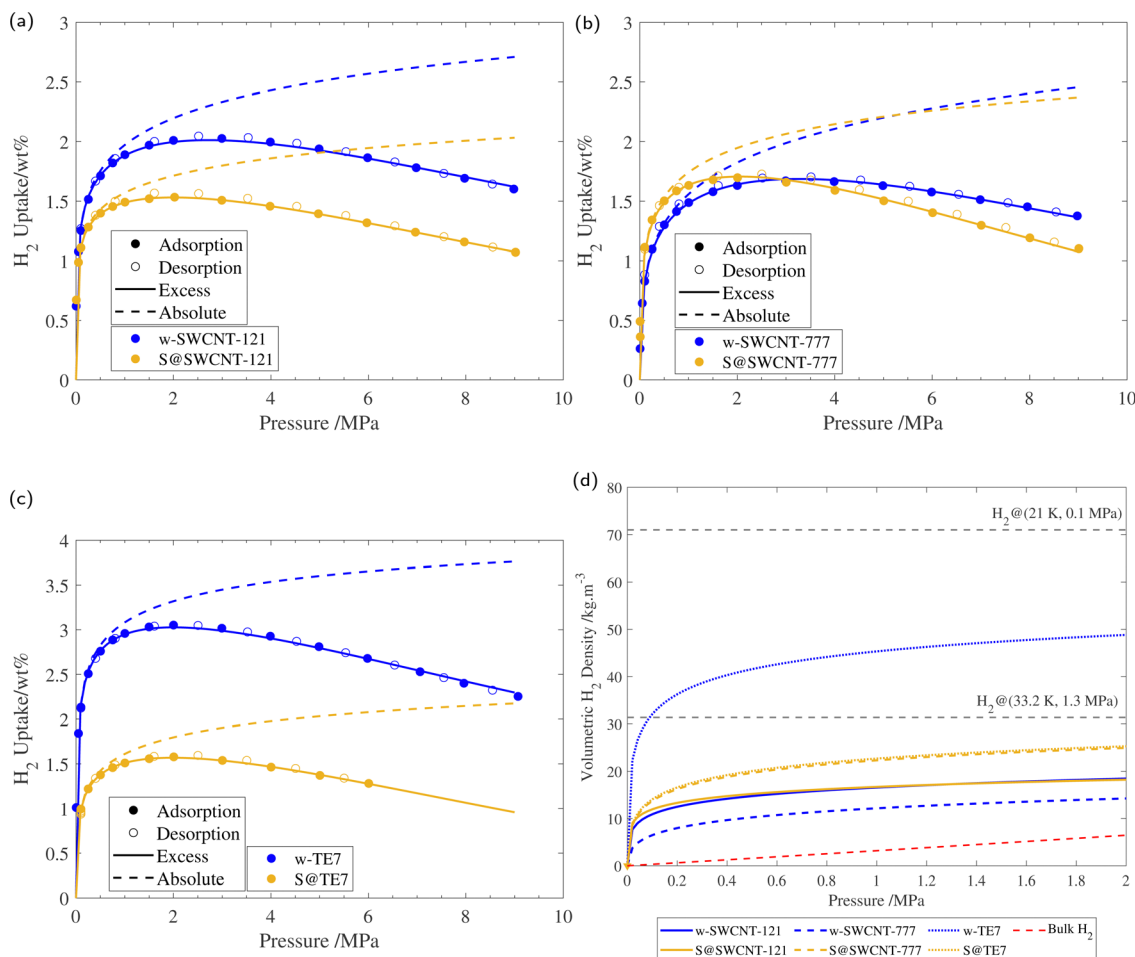 (a)
3
2.5
2
1.5
1
0.5
0
H2 Uptake/wt%
Adsorption
Desorption
Excess
Absolute
w-SWCNT-121
S@SWCNT-121
0 2 4 6 8 10
Pressure /MPa
(b)
3
2.5
2
1.5
1
0.5
0
H2 Uptake/wt%
Adsorption
Desorption
Excess
Absolute
w-SWCNT-777
S@SWCNT-777
0 2 4 6 8 10
Pressure /MPa
(c)
4
3.5
3
2.5
2
1.5
1
0.5
0
H2 Uptake/wt%
Adsorption
Desorption
Excess
Absolute
w-TE7
S@TE7
0 2 4 6 8 10
Pressure /MPa
(d)
80
70
60
50
40
30
20
10
0
Volumetric H2 Density /kg.m-3
H2@(21 K, 0.1 MPa)
H2@(33.2 K, 1.3 MPa)
0 0.2 0.4 0.6 0.8 1 1.2 1.4 1.6 1.8 2
Pressure /MPa
w-SWCNT-121 w-SWCNT-777 w-TE7 Bulk H2
S@SWCNT-121 S@SWCNT-777 S@TE7